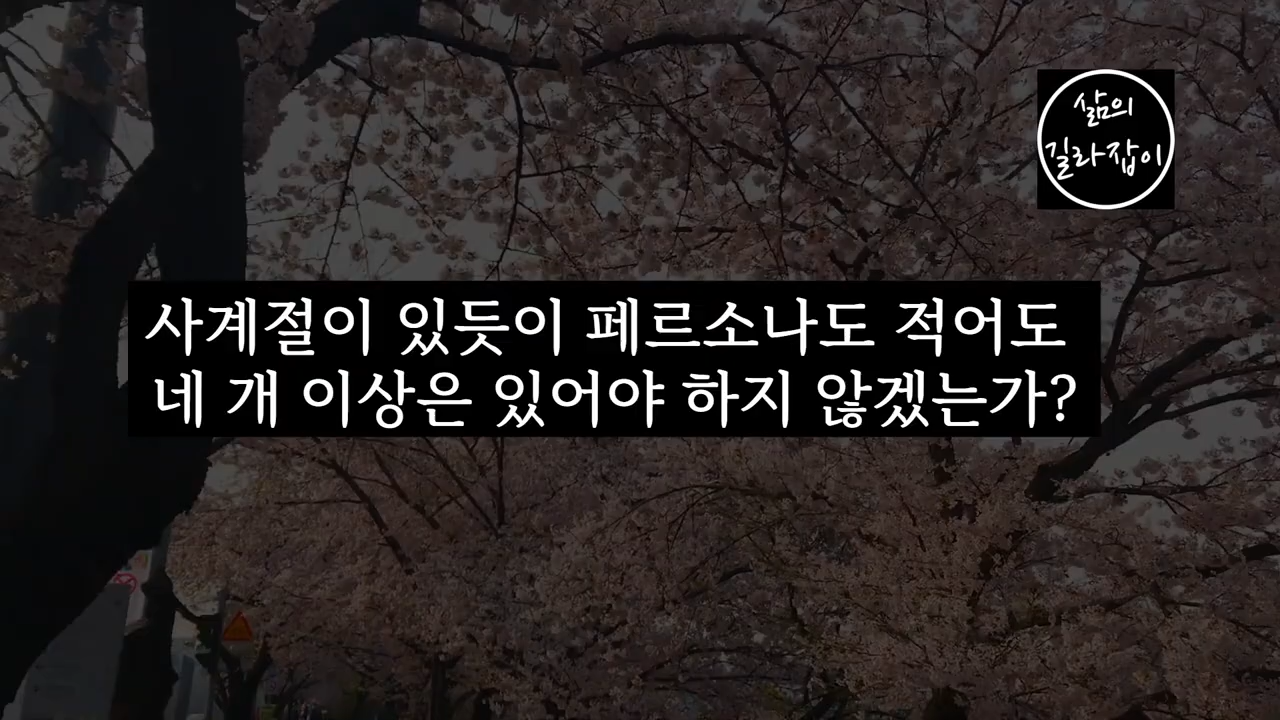 삶의
길라잡이
사계절이 있듯이 페르소나도 적어도
네 개 이상은 있어야 하지 않겠는가?